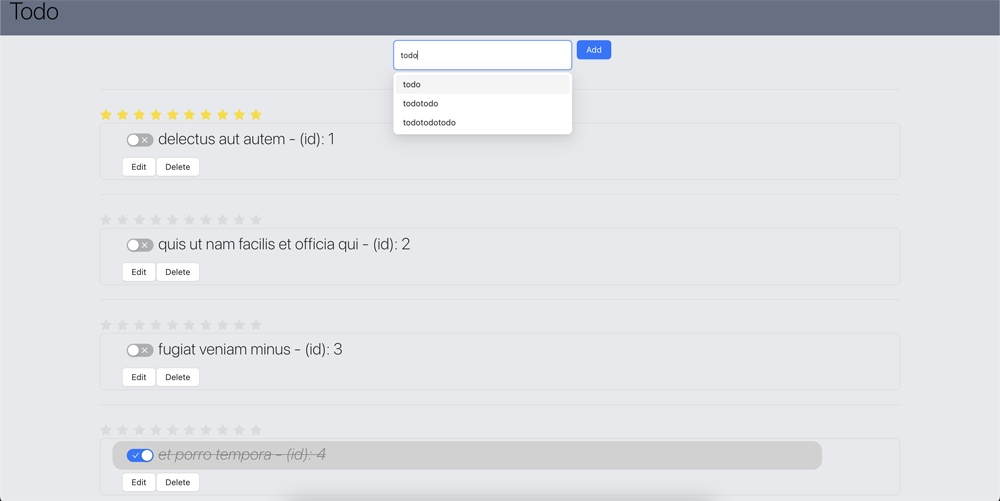 Todo
todo
Add
todo
todotodo
todotodotodo
delectus aut autem - (id): 1
Edit Delete
quis ut nam facilis et officia qui - (id): 2
Edit Delete
fugiat veniam minus - (id): 3
Edit Delete
et porro tempora - (id): 4
Edit Delete